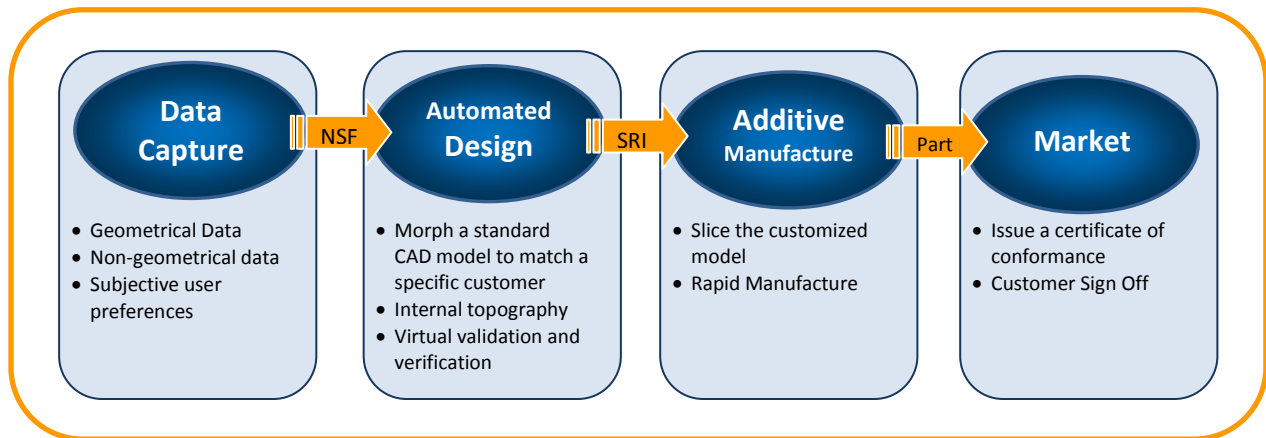 Data
Capture
NSF
Automated
Design
SRI
Additive
Manufacture
Part
Market
• Geometrical Data
• Non-geometrical data
• Subjective user
preferences
• Morph a standard
CAD model to match a
specific customer
• Internal topography
• Virtual validation and
verification
• Slice the customized
model
• Rapid Manufacture
• Issue a certificate of
conformance
• Customer Sign Off